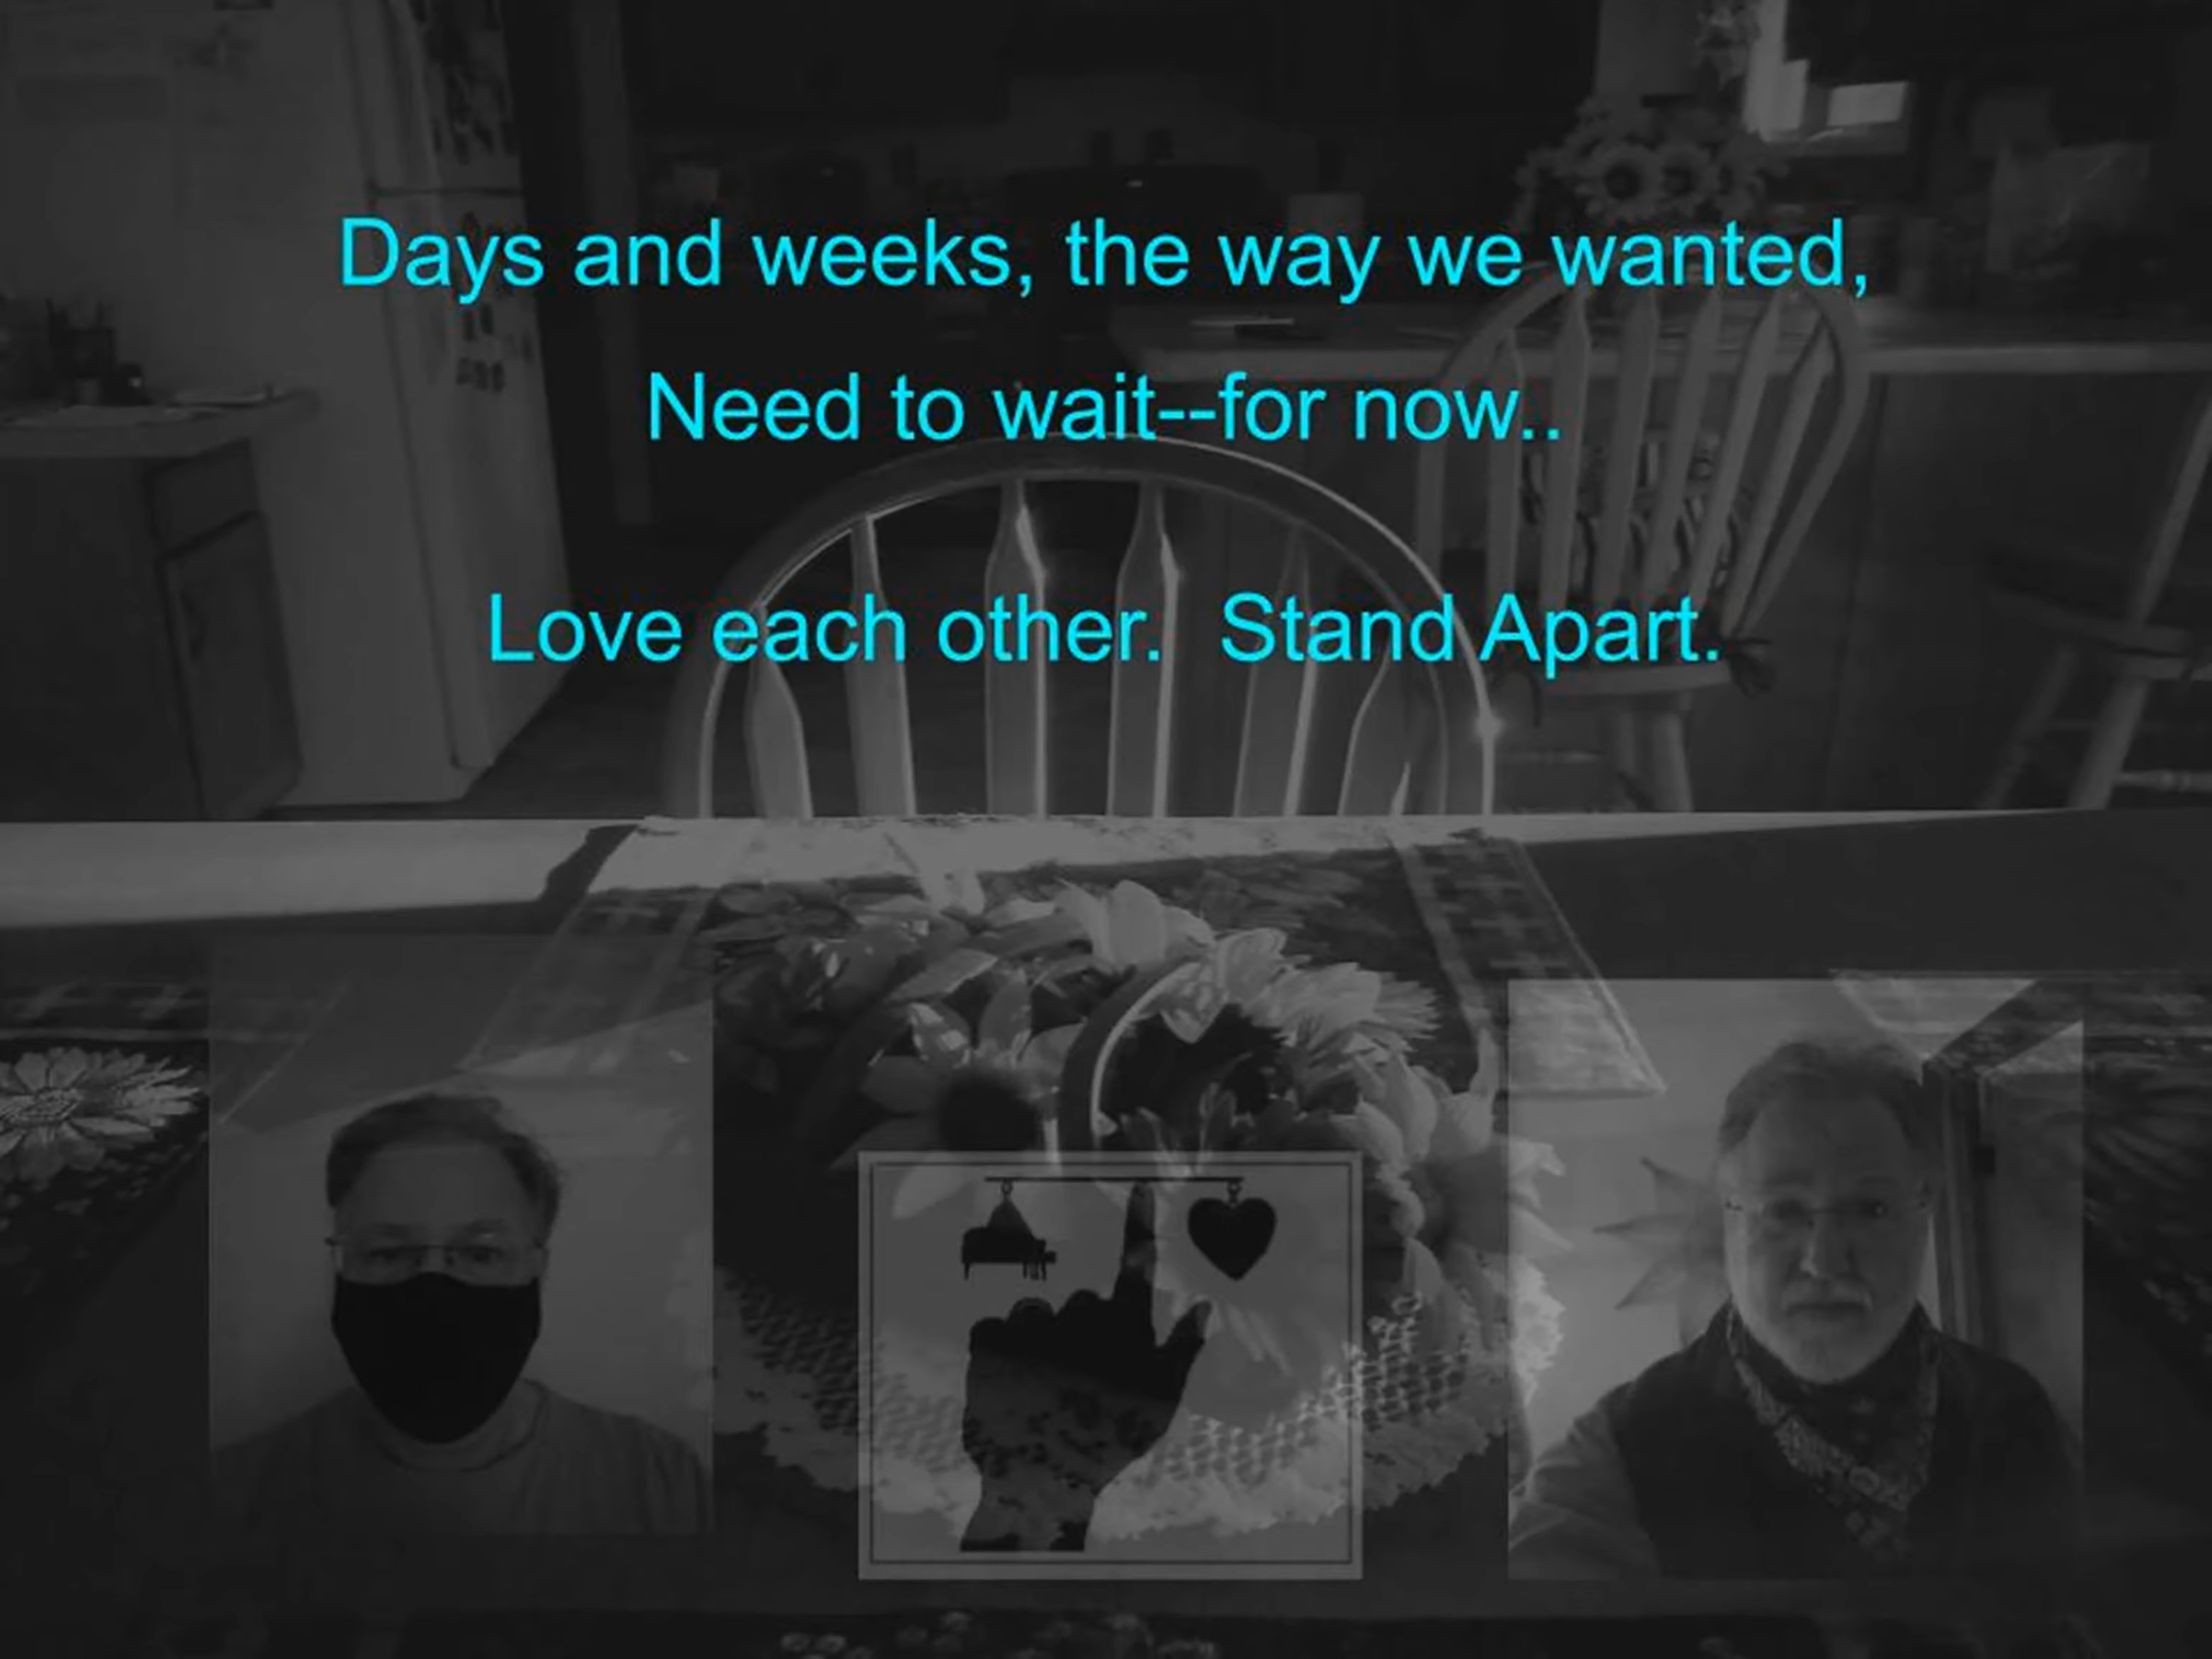 Days and weeks, the way we wanted,
Need to wait--for now..
Love each other.  Stand Apart.